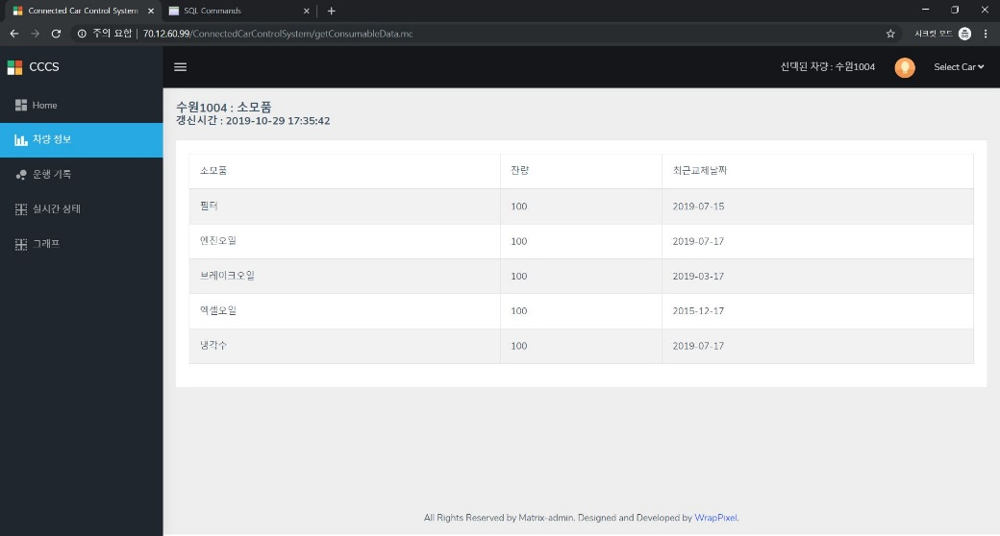 Connected Car Control System
SQL Commands
주의 요함 | 70.12.60.99/ConnectedCarControlSystem/getConsumableData.mc
시크릿 모드
CCCS
선택된 차량 : 수원1004
Select Car
Home
차량 정보
운행 기록
실시간 상태
그래프
수원1004 : 소모품
갱신시간 : 2019-10-29 17:35:42
소모품 잔량 최근교체날짜
필터 100 2019-07-15
엔진오일 100 2019-07-17
브레이크오일 100 2019-03-17
엑셀오일 100 2015-12-17
냉각수 100 2019-07-17
All Rights Reserved by Matrix-admin. Designed and Developed by WrapPixel.